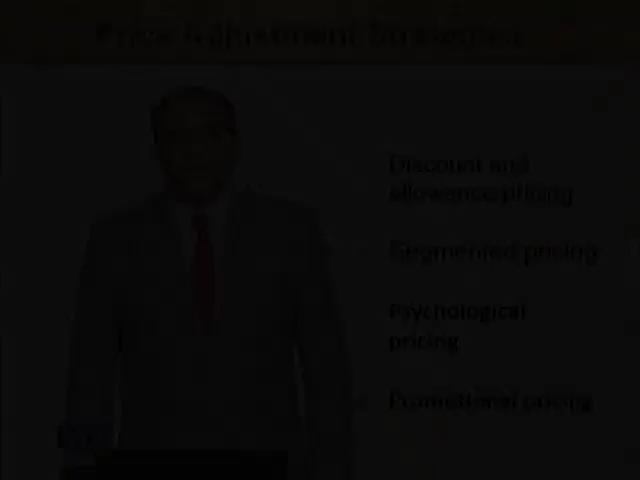 Price Adjustment Strategies
Discount and
allowance pricing
Segmented pricing
Psychological
pricing
Promotional pricing